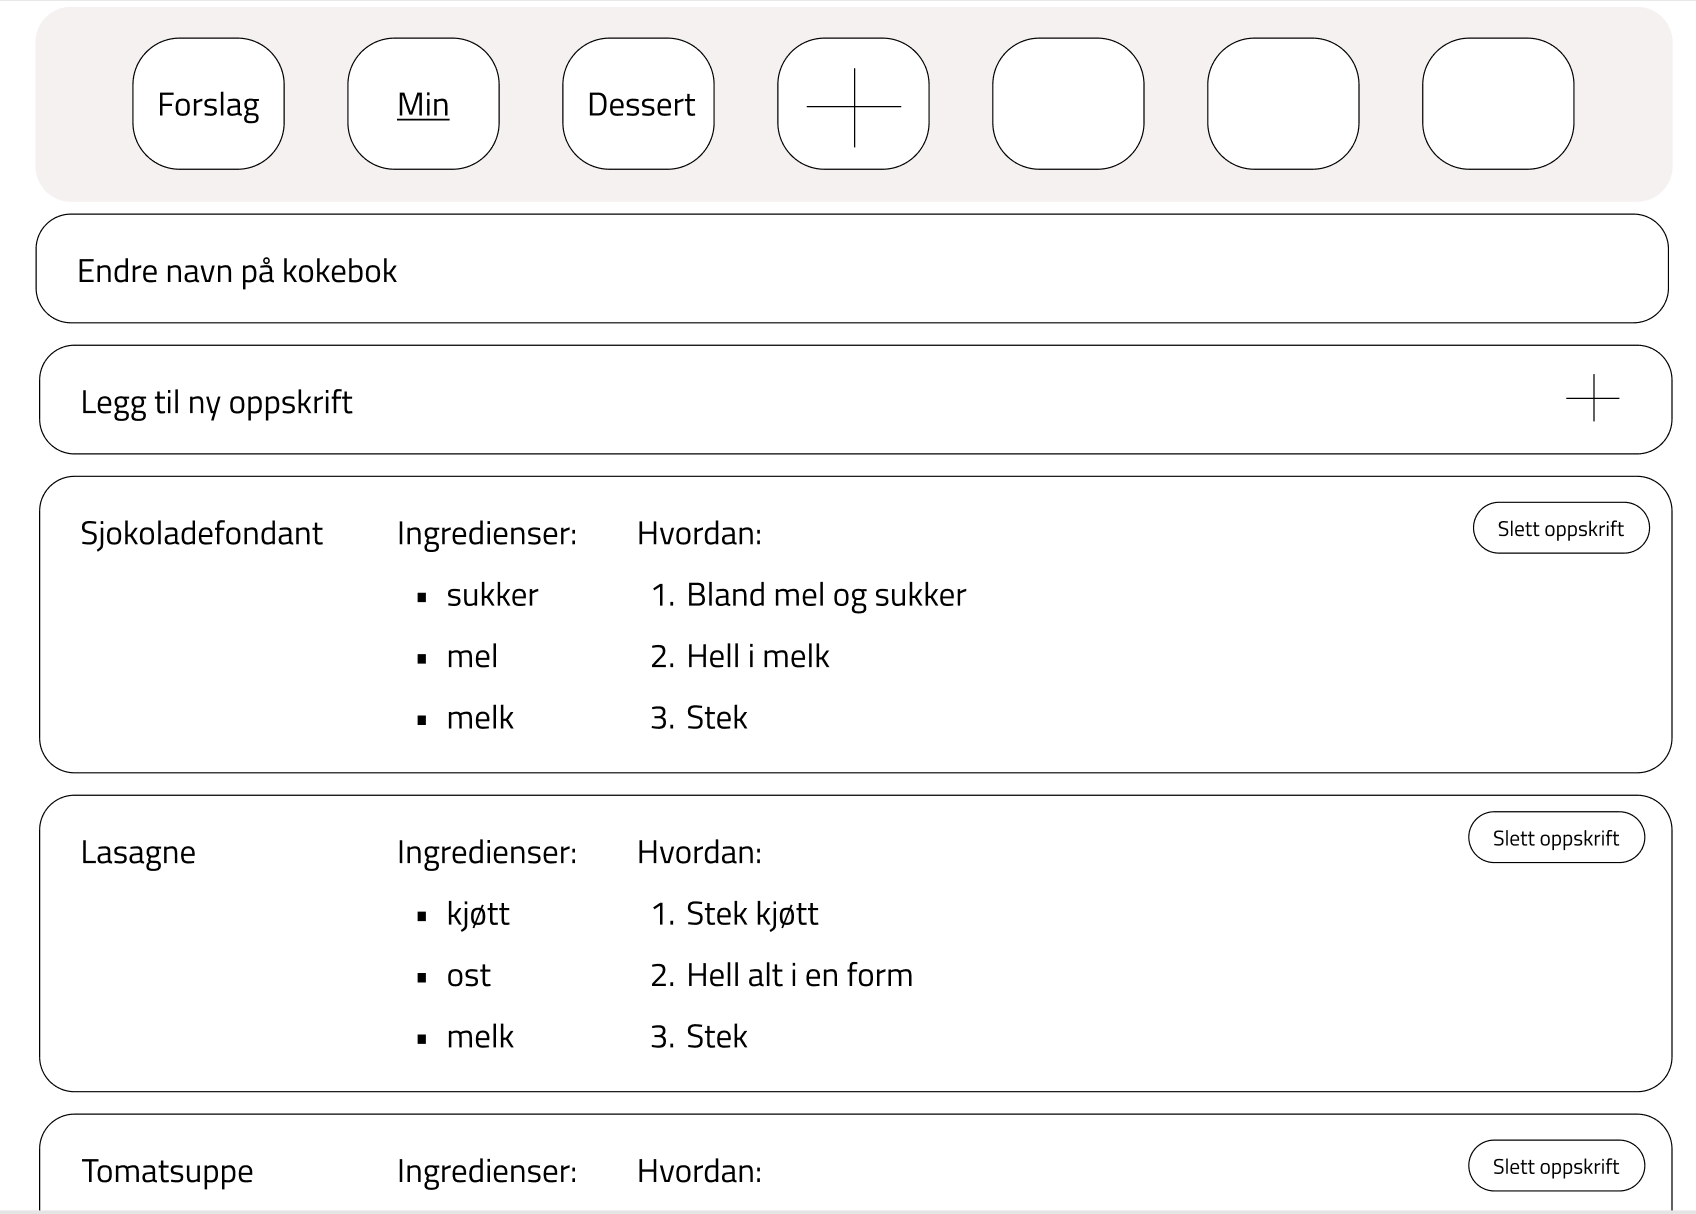 Forslag Min Dessert
Endre navn på kokebok
Legg til ny oppskrift
Sjokoladefondant Ingredienser: Hvordan: Slett oppskrift
▪ sukker 1. Bland mel og sukker
▪ mel 2. Hell i melk
▪ melk 3. Stek
Lasagne Ingredienser: Hvordan: Slett oppskrift
▪ kjøtt 1. Stek kjøtt
▪ ost 2. Hell alt i en form
▪ melk 3. Stek
Tomatsuppe Ingredienser: Hvordan: Slett oppskrift